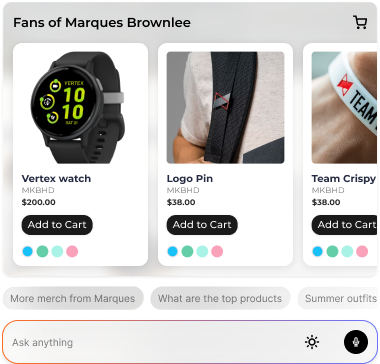 Fans of Marques Brownlee
VERTEX
10
10
Vertex watch
MKBHD
$200.00
Add to Cart
Logo Pin
MKBHD
$38.00
Add to Cart
TEAM
Team Crispy
MKBHD
$38.00
Add to Cart
More merch from Marques
What are the top products
Summer outfits
Ask anything